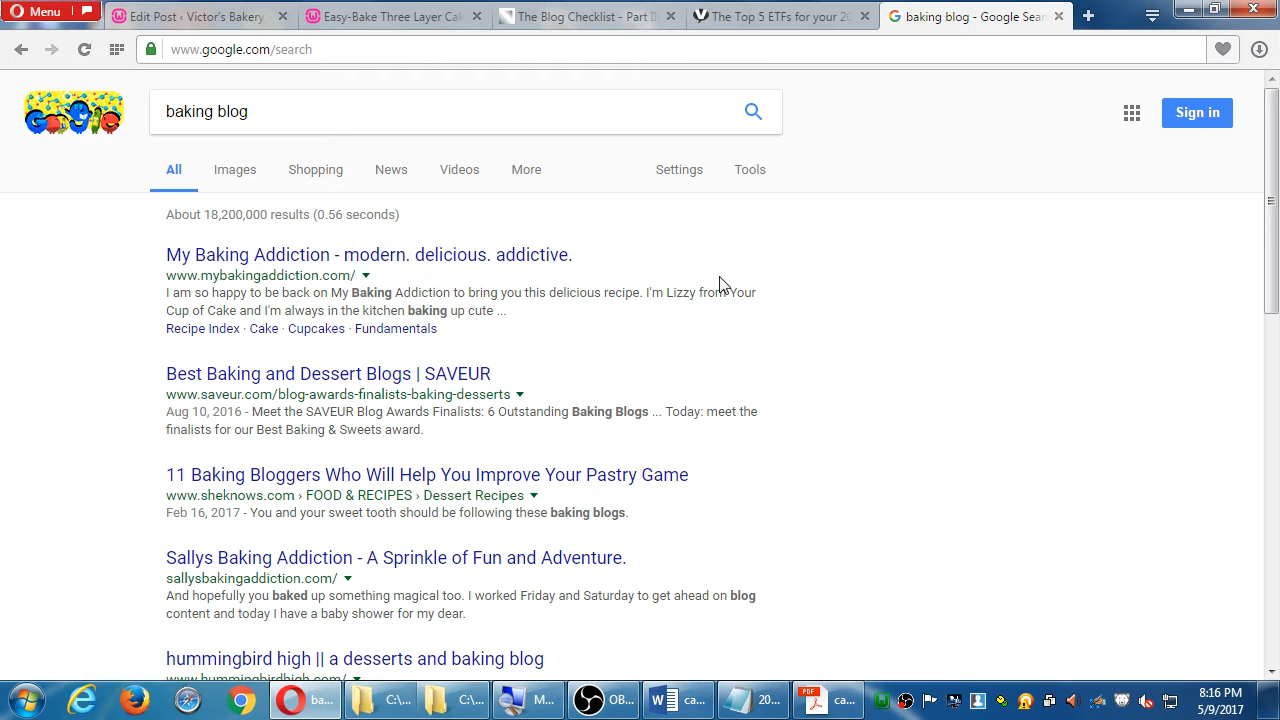 Menu
Edit Post ‹ Victor's Bakery
Easy-Bake Three Layer Cak
The Blog Checklist - Part II
The Top 5 ETFs for your 20
baking blog - Google Sear
www.google.com/search
Google
baking blog
Sign in
All Images Shopping News Videos More Settings Tools
About 18,200,000 results (0.56 seconds)
My Baking Addiction - modern. delicious. addictive.
www.mybakingaddiction.com/
I am so happy to be back on My Baking Addiction to bring you this delicious recipe. I'm Lizzy from Your
Cup of Cake and I'm always in the kitchen baking up cute ...
Recipe Index · Cake · Cupcakes · Fundamentals
Best Baking and Dessert Blogs | SAVEUR
www.saveur.com/blog-awards-finalists-baking-desserts
Aug 10, 2016 - Meet the SAVEUR Blog Awards Finalists: 6 Outstanding Baking Blogs ... Today: meet the
finalists for our Best Baking & Sweets award.
11 Baking Bloggers Who Will Help You Improve Your Pastry Game
www.sheknows.com › FOOD & RECIPES › Dessert Recipes
Feb 16, 2017 - You and your sweet tooth should be following these baking blogs.
Sallys Baking Addiction - A Sprinkle of Fun and Adventure.
sallysbakingaddiction.com/
And hopefully you baked up something magical too. I worked Friday and Saturday to get ahead on blog
content and today I have a baby shower for my dear.
hummingbird high || a desserts and baking blog
www.hummingbirdhigh.com/
ba...
C:\...
C:\...
M...
OB...
ca...
20...
PDF
ca...
8:16 PM
5/9/2017